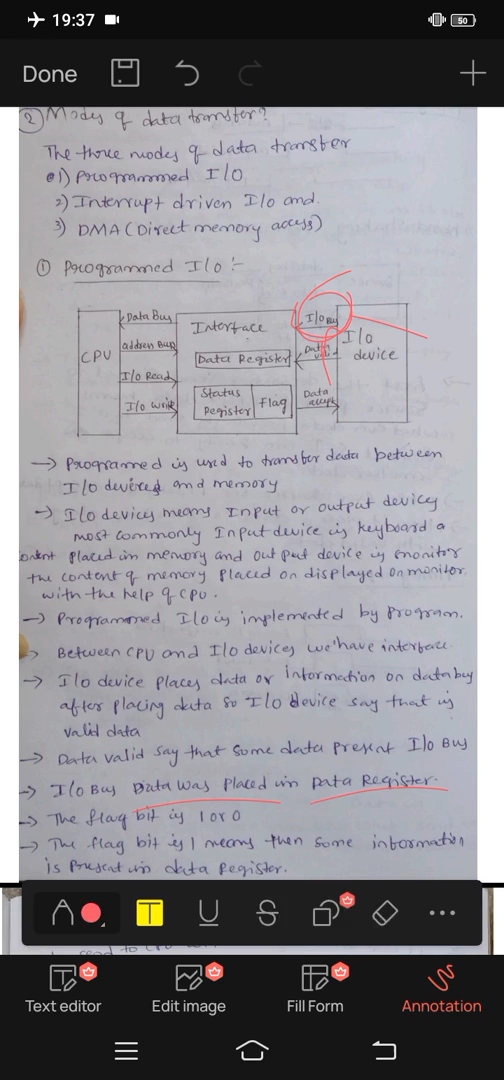 19:37
50
Done
2 Modes of data transfer?
The three modes of data transfer
1) Programmed I/O
2) Interrupt driven I/O and
3) DMA (Direct memory access)
① Programmed I/O :-
CPU
Data Bus
address Bus
I/O Read
I/O write
Interface
Data Register
Status Register
Flag
I/O Bus
Data valid
Data accept
I/O device
→ Programmed is used to transfer data between
I/O devices and memory
→ I/O devices means Input or output devices
most commonly Input device is keyboard a
placed in memory and out put device is monitor
the content of memory placed on displayed on monitor
with the help of CPU.
→ Programmed I/O is implemented by program.
→ Between CPU and I/O devices we have interface
→ I/O device places data or information on databus
after placing data so I/O device say that is
valid data
→ Data valid say that some data present I/O Bus
→ I/O Bus Data was placed in Data Register.
→ The flag bit is 1 or 0
→ The flag bit is 1 means then some information
is present in data Register.
T
U
S
read to CPU
Text editor
Edit image
Fill Form
Annotation